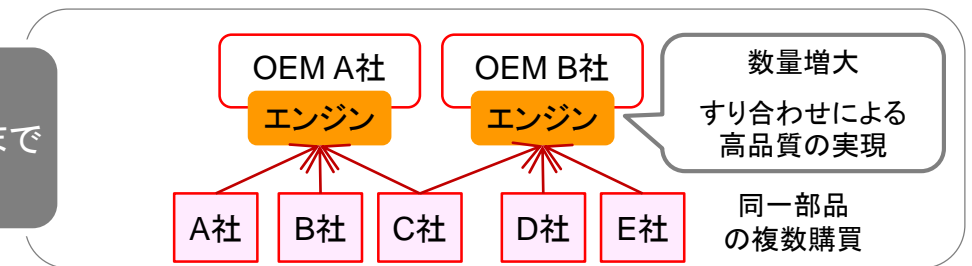 まで
OEM A社
OEM B社
エンジン
エンジン
数量増大
すり合わせによる
高品質の実現
A社
B社
C社
D社
E社
同一部品
の複数購買